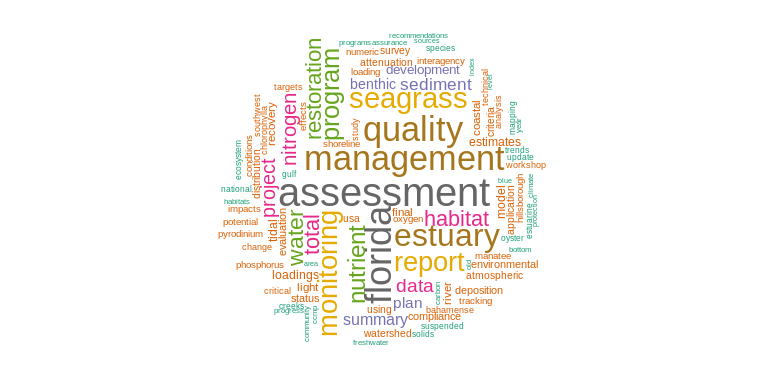 recommendations
sources
programs assurance
species
numeric survey
attenuation interagency
loading development
benthic sediment
index
level
technical
targets
seagrass
restoration
program
nitrogen
effects
southwest
chlorophylla
recovery
study
quality
coastal
criteria
analysis
mapping
year
shoreline
estimates
trends
update
workshop
management
ecosystem
conditions
distribution
project
gulf
national
habitats
assessment
blue
climate
model
application
hillsborough
estuarine
protection
impacts
potential
pyrodinium
tidal
evaluation
water
total
usa
final
oxygen
habitat
oyster
change
monitoring
nutrient
florida
estuary
bottom
manatee
area
phosphorus
loadings
report
old
environmental
atmospheric
critical
light
status
data
carbon
river
deposition
tracking
creeks
progress
community
ccmp
using
plan
bahamense
summary
compliance
suspended
watershed solids
freshwater